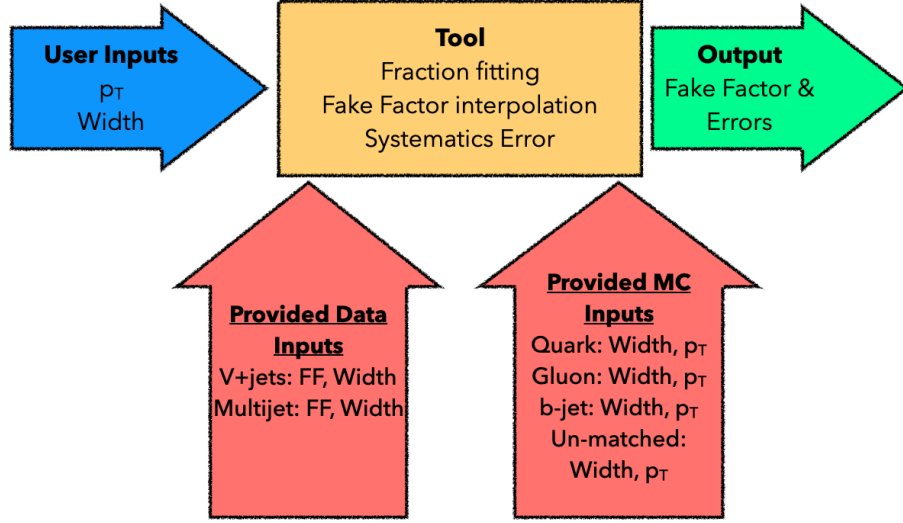 User Inputs
pT
Width
Tool
Fraction fitting
Fake Factor interpolation
Systematics Error
Output
Fake Factor &
Errors
Provided Data
Inputs
V+jets: FF, Width
Multijet: FF, Width
Provided MC
Inputs
Quark: Width, pT
Gluon: Width, pT
b-jet: Width, pT
Un-matched:
Width, pT